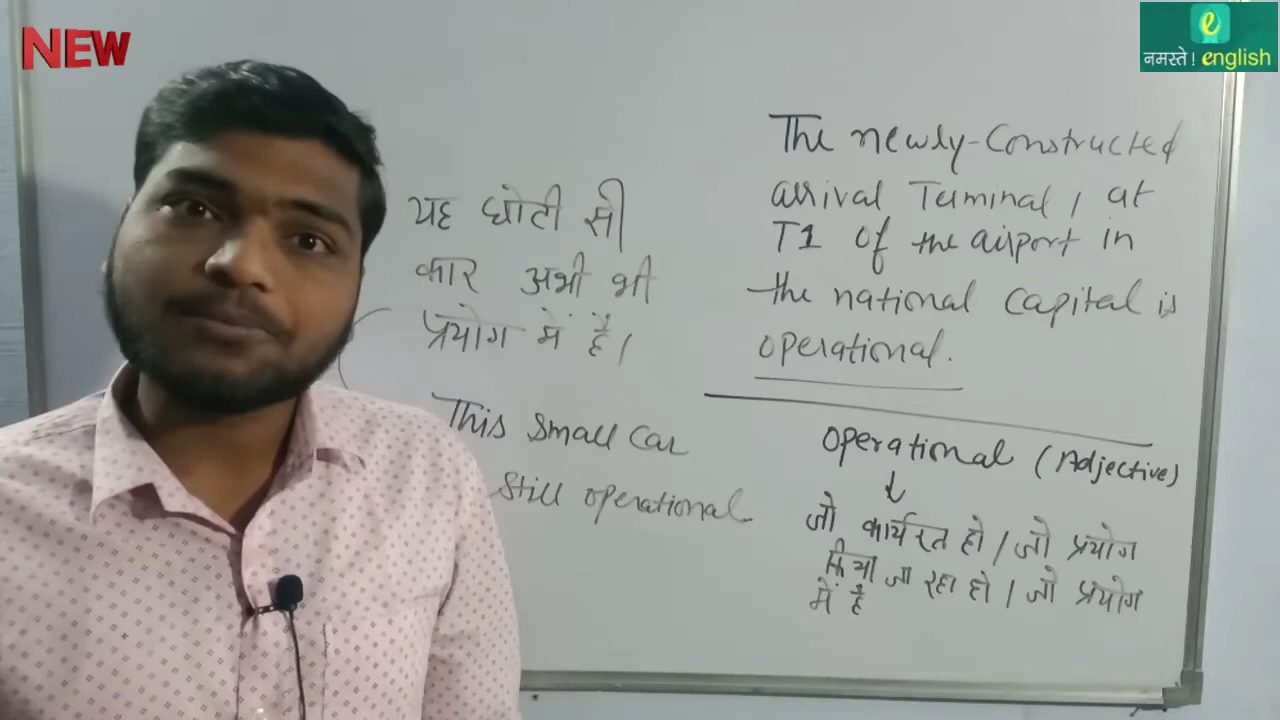 NEW
e
नमस्ते ! english
यह छोटी सी
कार अभी भी
प्रयोग में है।
This Small Car
Still operational
The newly-Constructed
arrival Terminal, at
T1 of the airport in
the national Capital is
operational.
operational (Adjective)
जो कार्यरत हो / जो प्रयोग
किया जा रहा हो / जो प्रयोग
में है